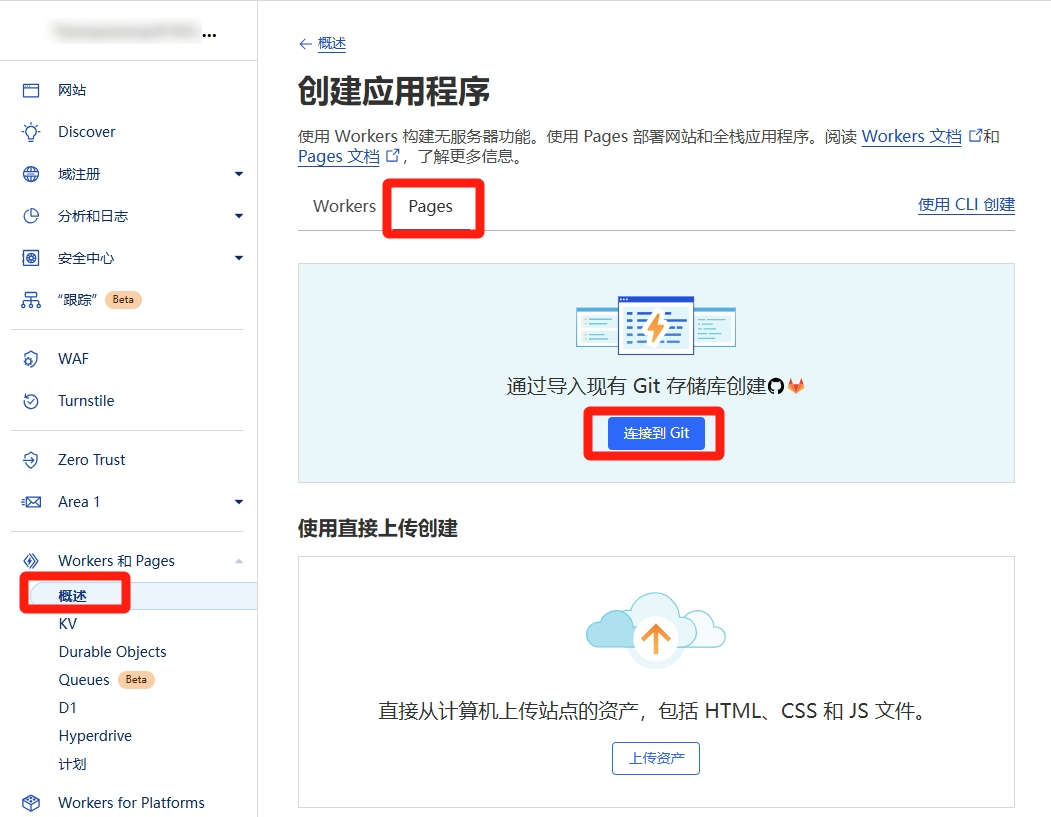 ...
网站
Discover
域注册
分析和日志
安全中心
“跟踪” Beta
WAF
Turnstile
Zero Trust
Area 1
Workers 和 Pages
概述
KV
Durable Objects
Queues Beta
D1
Hyperdrive
计划
Workers for Platforms
← 概述
创建应用程序
使用 Workers 构建无服务器功能。使用 Pages 部署网站和全栈应用程序。阅读 Workers 文档 和
Pages 文档 ，了解更多信息。
Workers Pages 使用 CLI 创建
通过导入现有 Git 存储库创建
连接到 Git
使用直接上传创建
直接从计算机上传站点的资产，包括 HTML、CSS 和 JS 文件。
上传资产